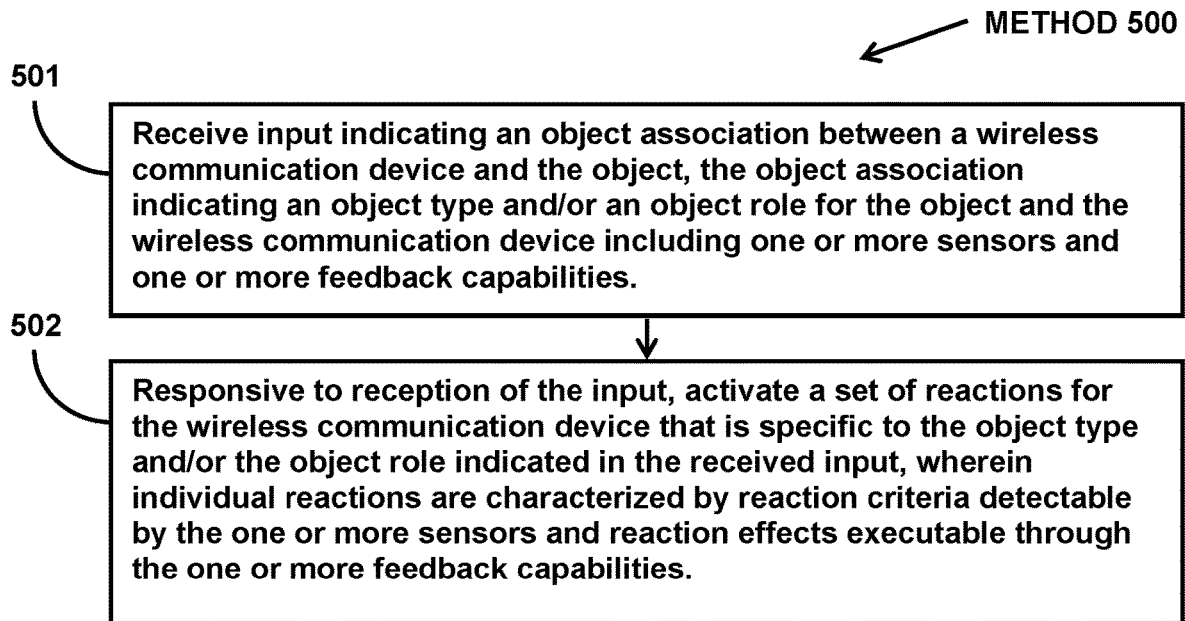 METHOD 500
501
Receive input indicating an object association between a wireless
communication device and the object, the object association
indicating an object type and/or an object role for the object and the
wireless communication device including one or more sensors and
one or more feedback capabilities.
502
Responsive to reception of the input, activate a set of reactions for
the wireless communication device that is specific to the object type
and/or the object role indicated in the received input, wherein
individual reactions are characterized by reaction criteria detectable
by the one or more sensors and reaction effects executable through
the one or more feedback capabilities.